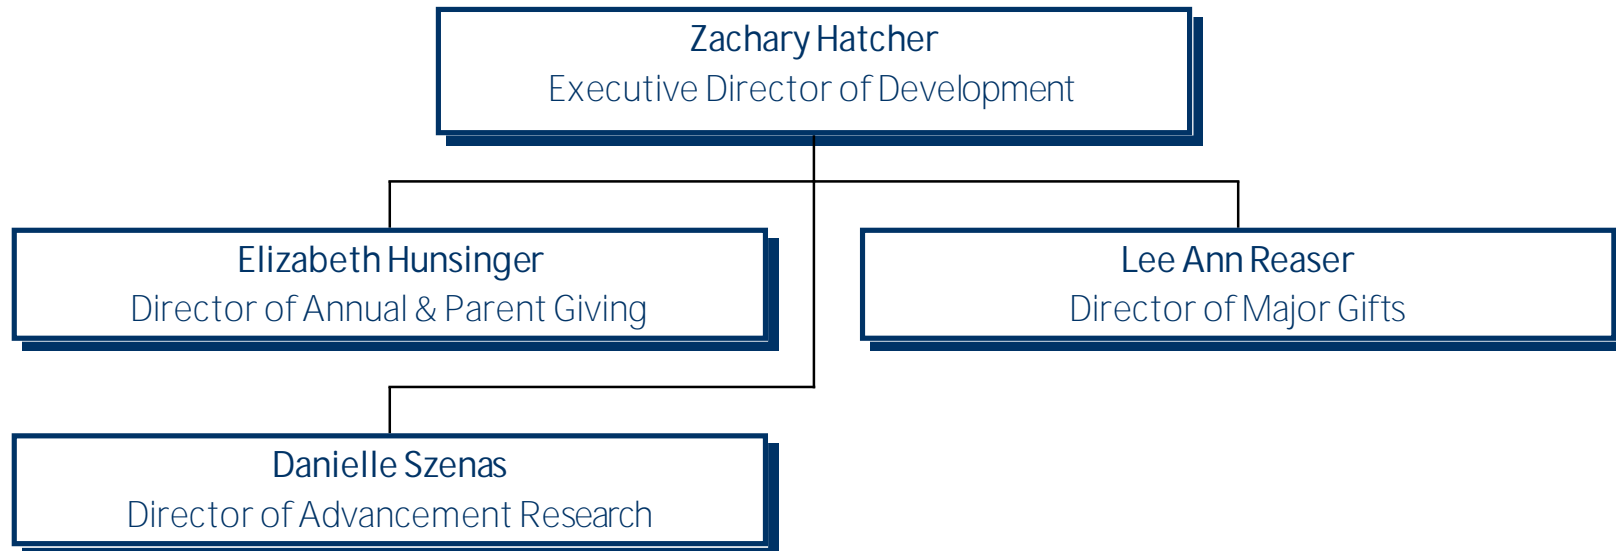 Zachary Hatcher
Executive Director of Development
Elizabeth Hunsinger
Director of Annual & Parent Giving
Lee Ann Reaser
Director of Major Gifts
Danielle Szenas
Director of Advancement Research